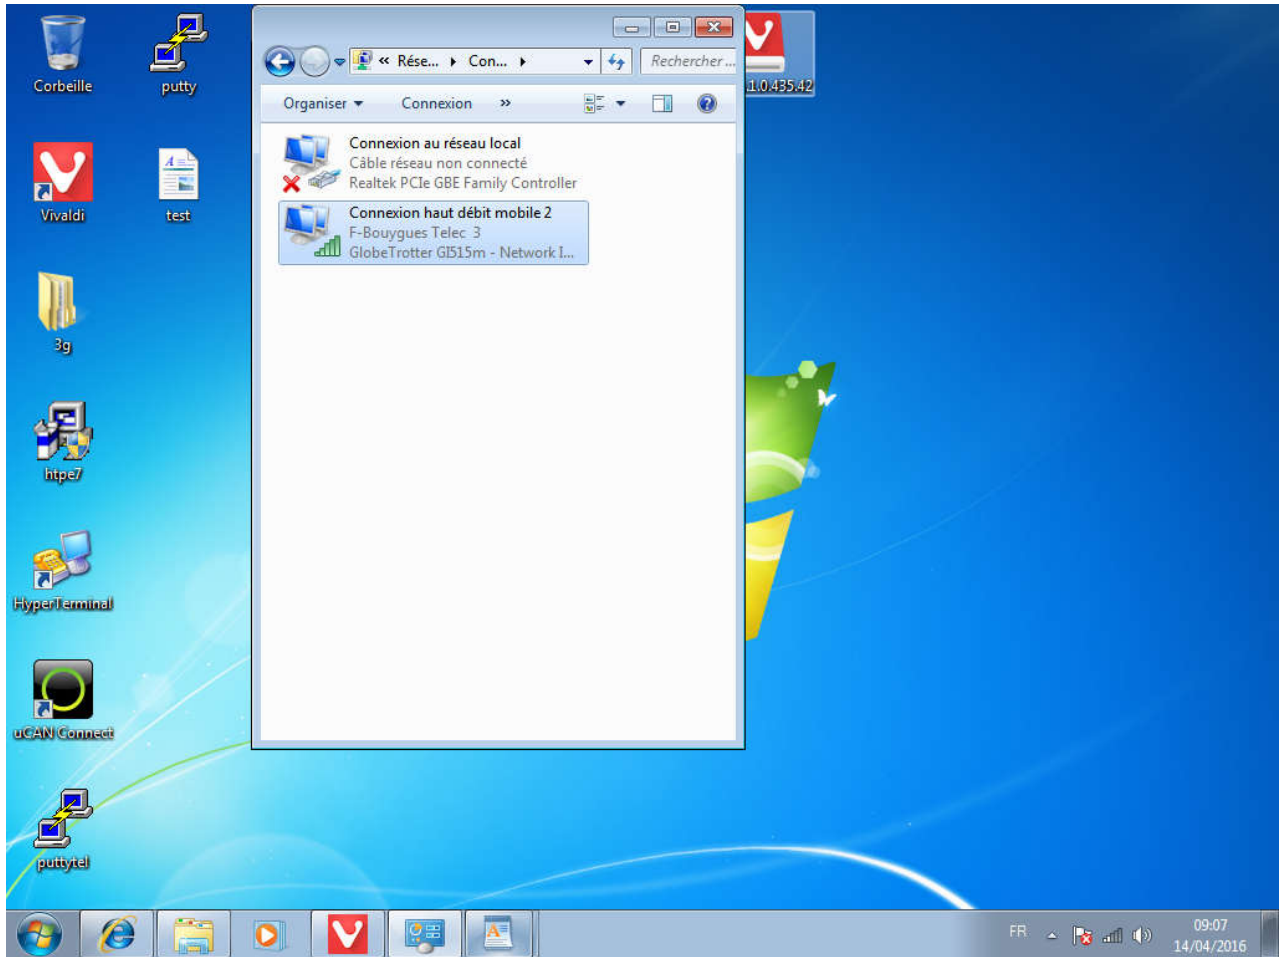 Corbeille
putty
Vivaldi
test
3g
htpe7
HyperTerminal
uCAN Connect
puttytel
« Rése... Con...
Rechercher...
Organiser
Connexion
»
Connexion au réseau local
Câble réseau non connecté
Realtek PCIe GBE Family Controller
Connexion haut débit mobile 2
F-Bouygues Telec 3
GlobeTrotter GI515m - Network I...
.1.0.435.42
FR
09:07
14/04/2016